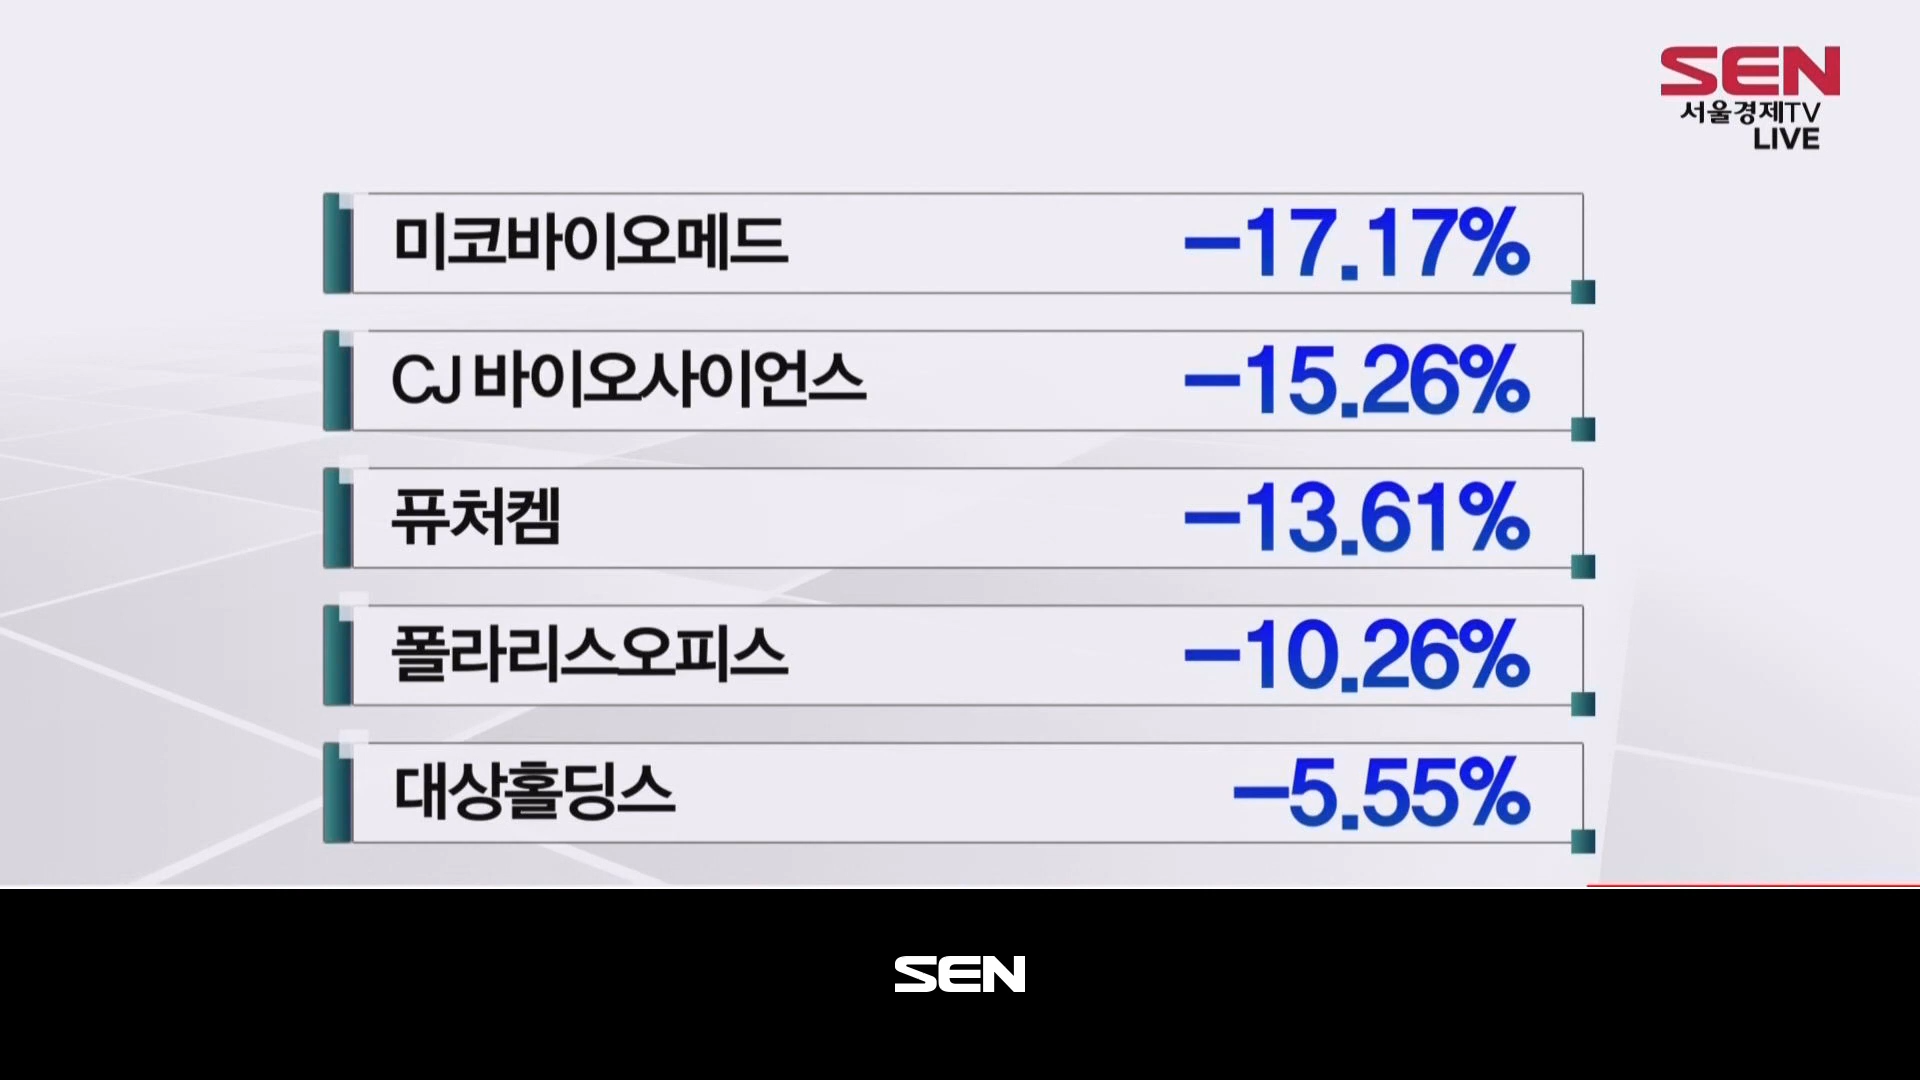 SEN
서울경제TV
LIVE
미코바이오메드 -17.17%
CJ 바이오사이언스 -15.26%
퓨처켐 -13.61%
폴라리스오피스 -10.26%
대상홀딩스 -5.55%
SEN